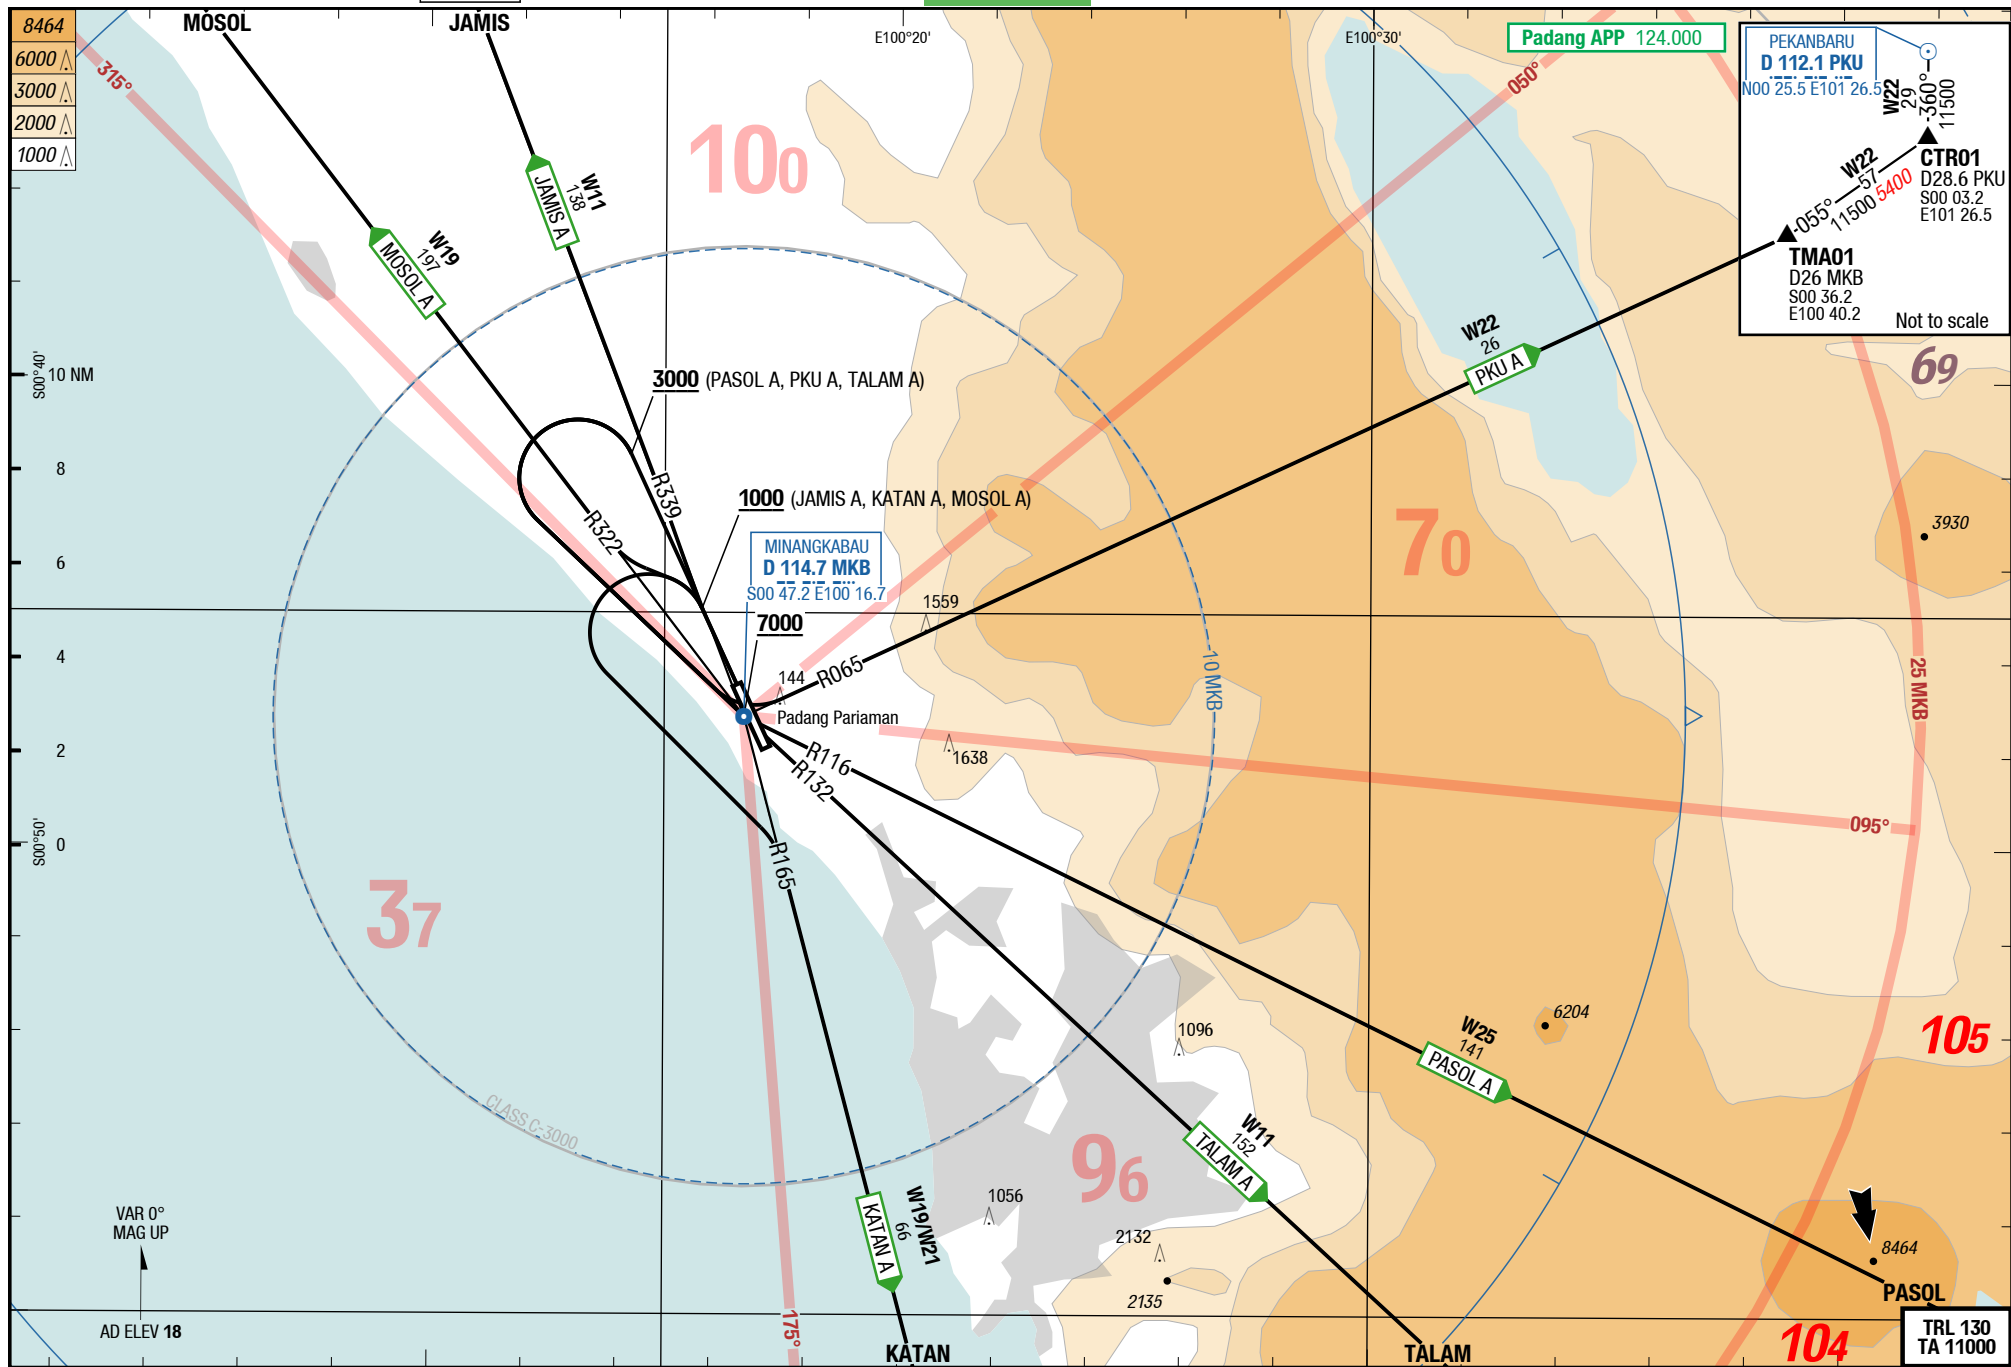 8464
6000
3000
2000
1000
MOSOL
JAMIS
E100°20'
E100°30'
Padang APP 124.000
PEKANBARU
D 112.1 PKU
N00 25.5 E101 26.5
W22
29
360°
11500
CTR01
D28.6 PKU
S00 03.2
E101 26.5
W22
57
055°
11500
5400
TMA01
D26 MKB
S00 36.2
E100 40.2
Not to scale
315°
050°
100
W11
138
JAMIS A
W19
197
MOSOL A
W22
26
PKU A
69
S00°40'
10 NM
3000 (PASOL A, PKU A, TALAM A)
8
R339
1000 (JAMIS A, KATAN A, MOSOL A)
R322
70
3930
6
MINANGKABAU
D 114.7 MKB
S00 47.2 E100 16.7
7000
1559
4
R065
144
10 MKB
25 MKB
Padang Pariaman
2
R116
R132
1638
095°
S00°50'
0
R165
37
6204
105
1096
W25
141
PASOL A
CLASS C-3000
96
W11
152
TALAM A
1056
W19/W21
66
KATAN A
VAR 0°
MAG UP
2132
2135
8464
PASOL
AD ELEV 18
175°
KATAN
TALAM
104
TRL 130
TA 11000